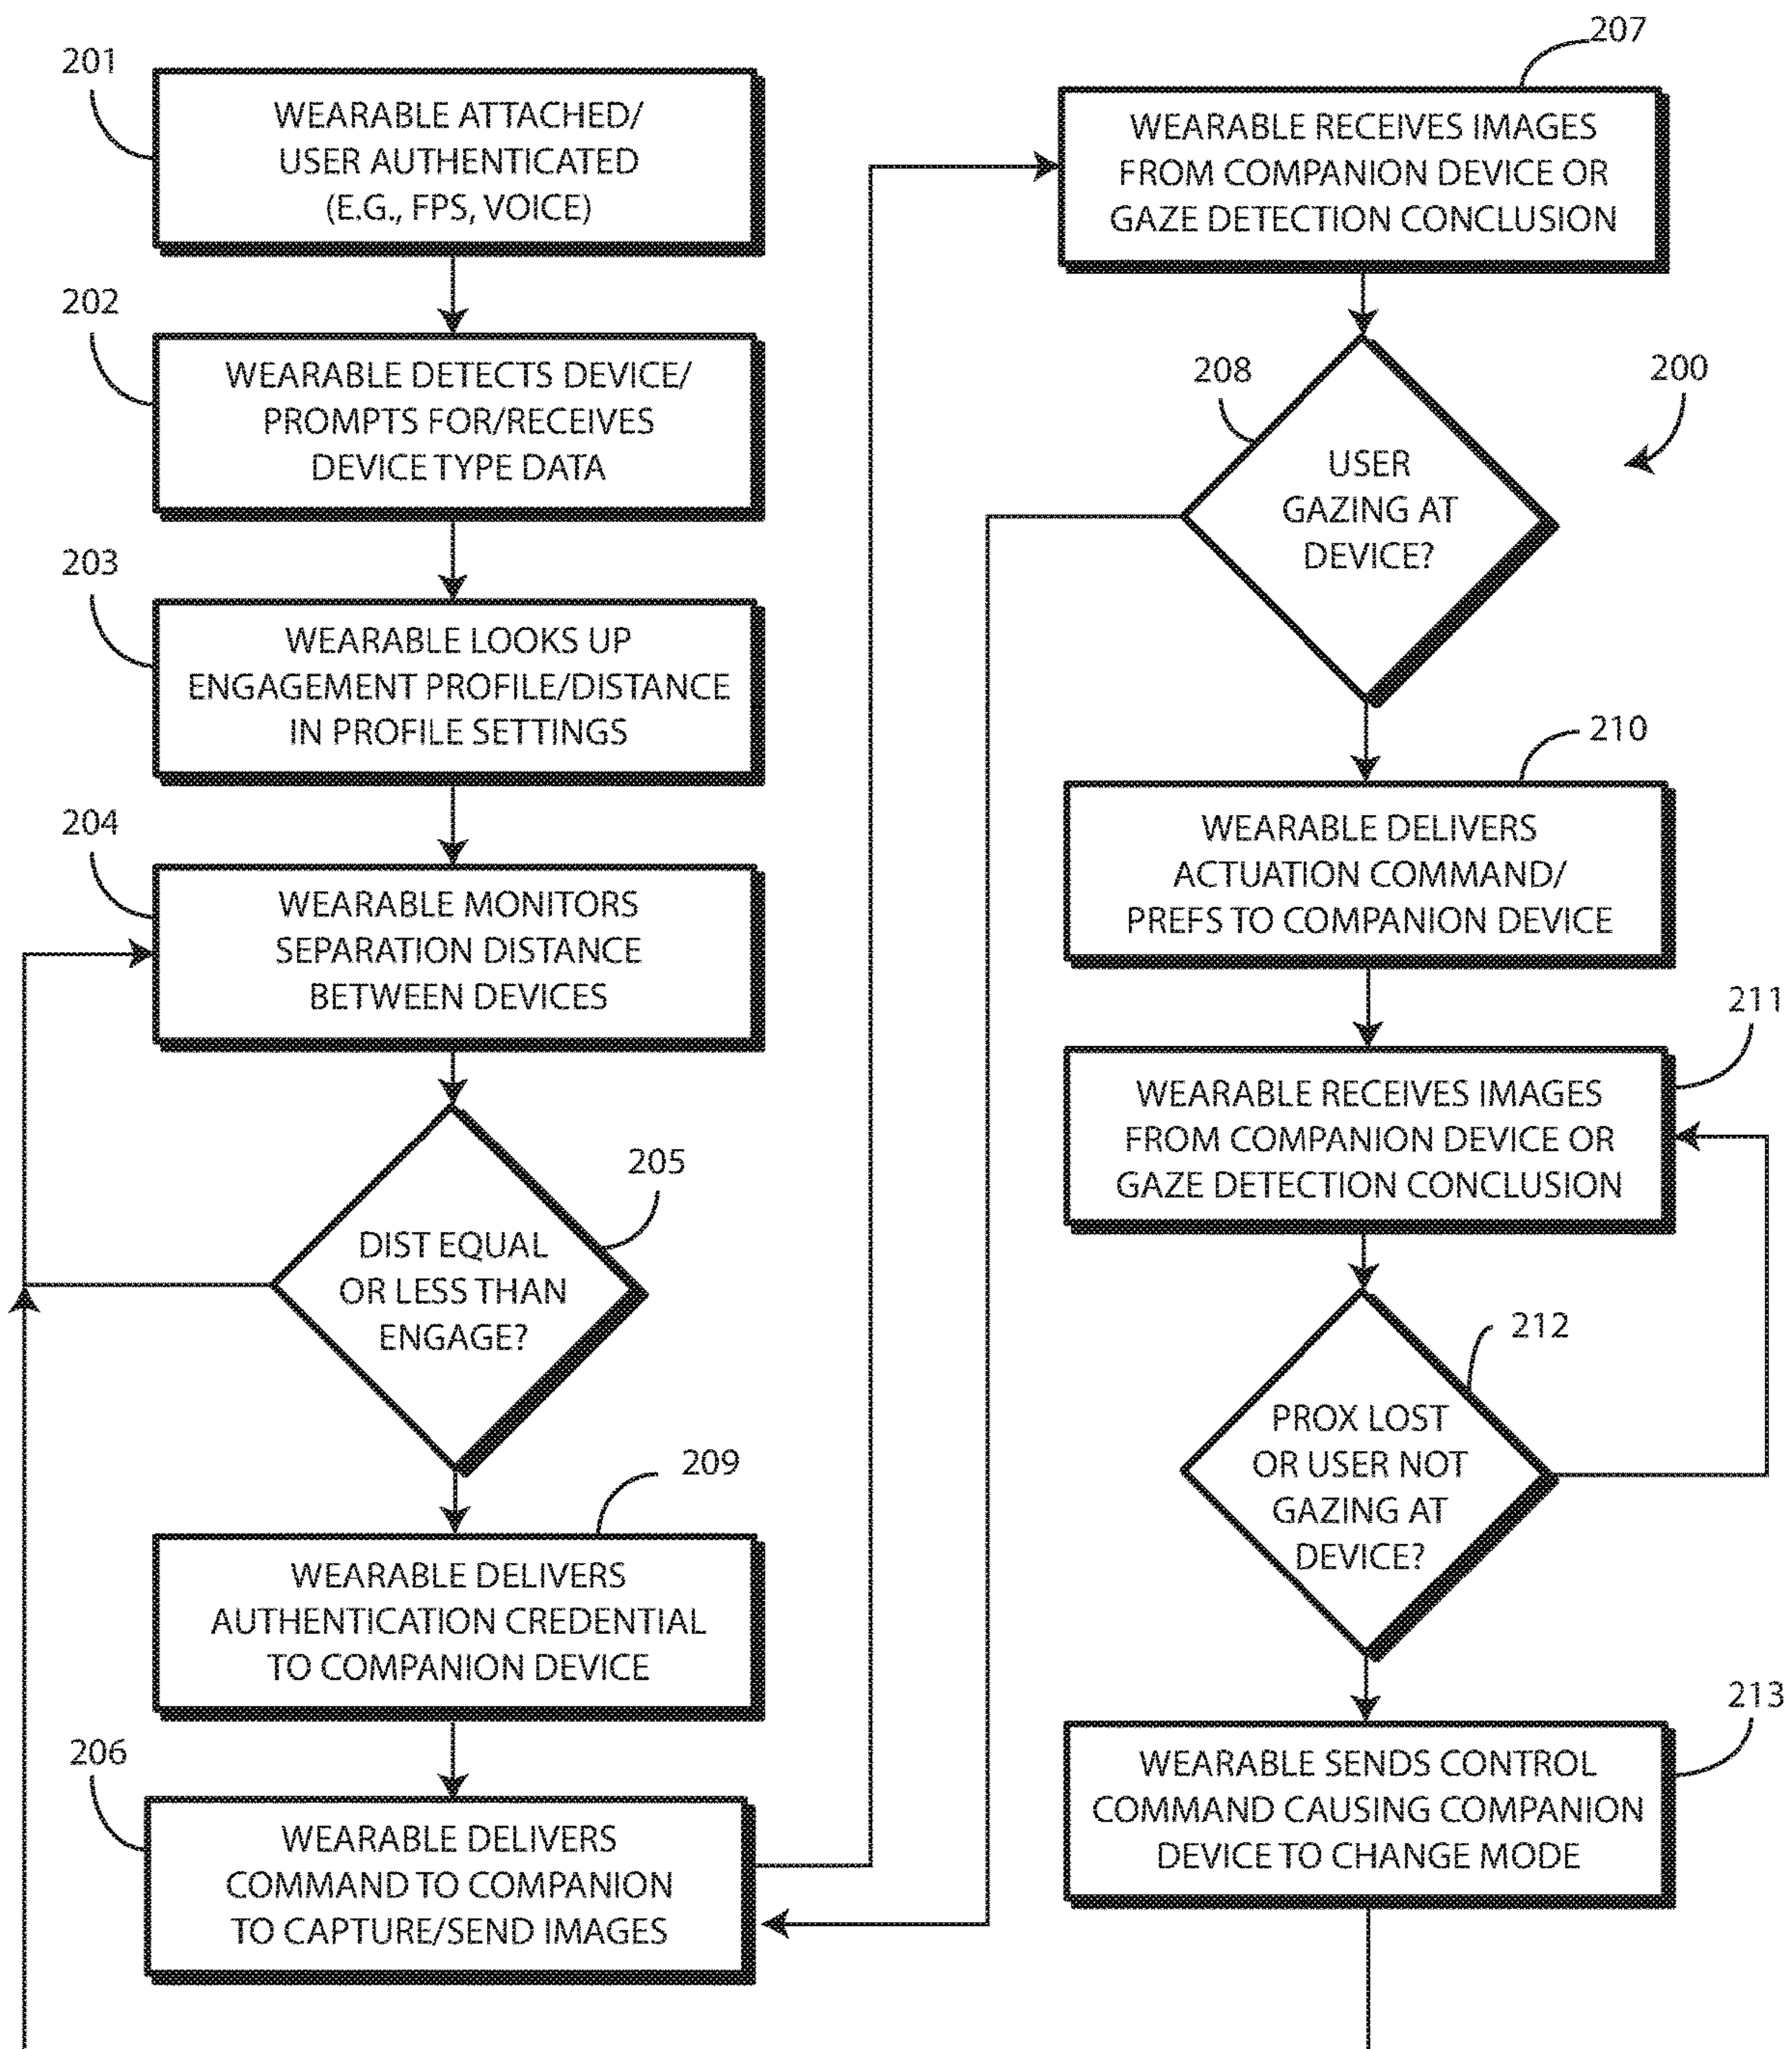 201
WEARABLE ATTACHED/
USER AUTHENTICATED
(E.G., FPS, VOICE)
202
WEARABLE DETECTS DEVICE/
PROMPTS FOR/RECEIVES
DEVICE TYPE DATA
203
WEARABLE LOOKS UP
ENGAGEMENT PROFILE/DISTANCE
IN PROFILE SETTINGS
204
WEARABLE MONITORS
SEPARATION DISTANCE
BETWEEN DEVICES
205
DIST EQUAL
OR LESS THAN
ENGAGE?
209
WEARABLE DELIVERS
AUTHENTICATION CREDENTIAL
TO COMPANION DEVICE
206
WEARABLE DELIVERS
COMMAND TO COMPANION
TO CAPTURE/SEND IMAGES
207
WEARABLE RECEIVES IMAGES
FROM COMPANION DEVICE OR
GAZE DETECTION CONCLUSION
208
200
USER
GAZING AT
DEVICE?
210
WEARABLE DELIVERS
ACTUATION COMMAND/
PREFS TO COMPANION DEVICE
211
WEARABLE RECEIVES IMAGES
FROM COMPANION DEVICE OR
GAZE DETECTION CONCLUSION
212
PROX LOST
OR USER NOT
GAZING AT
DEVICE?
213
WEARABLE SENDS CONTROL
COMMAND CAUSING COMPANION
DEVICE TO CHANGE MODE